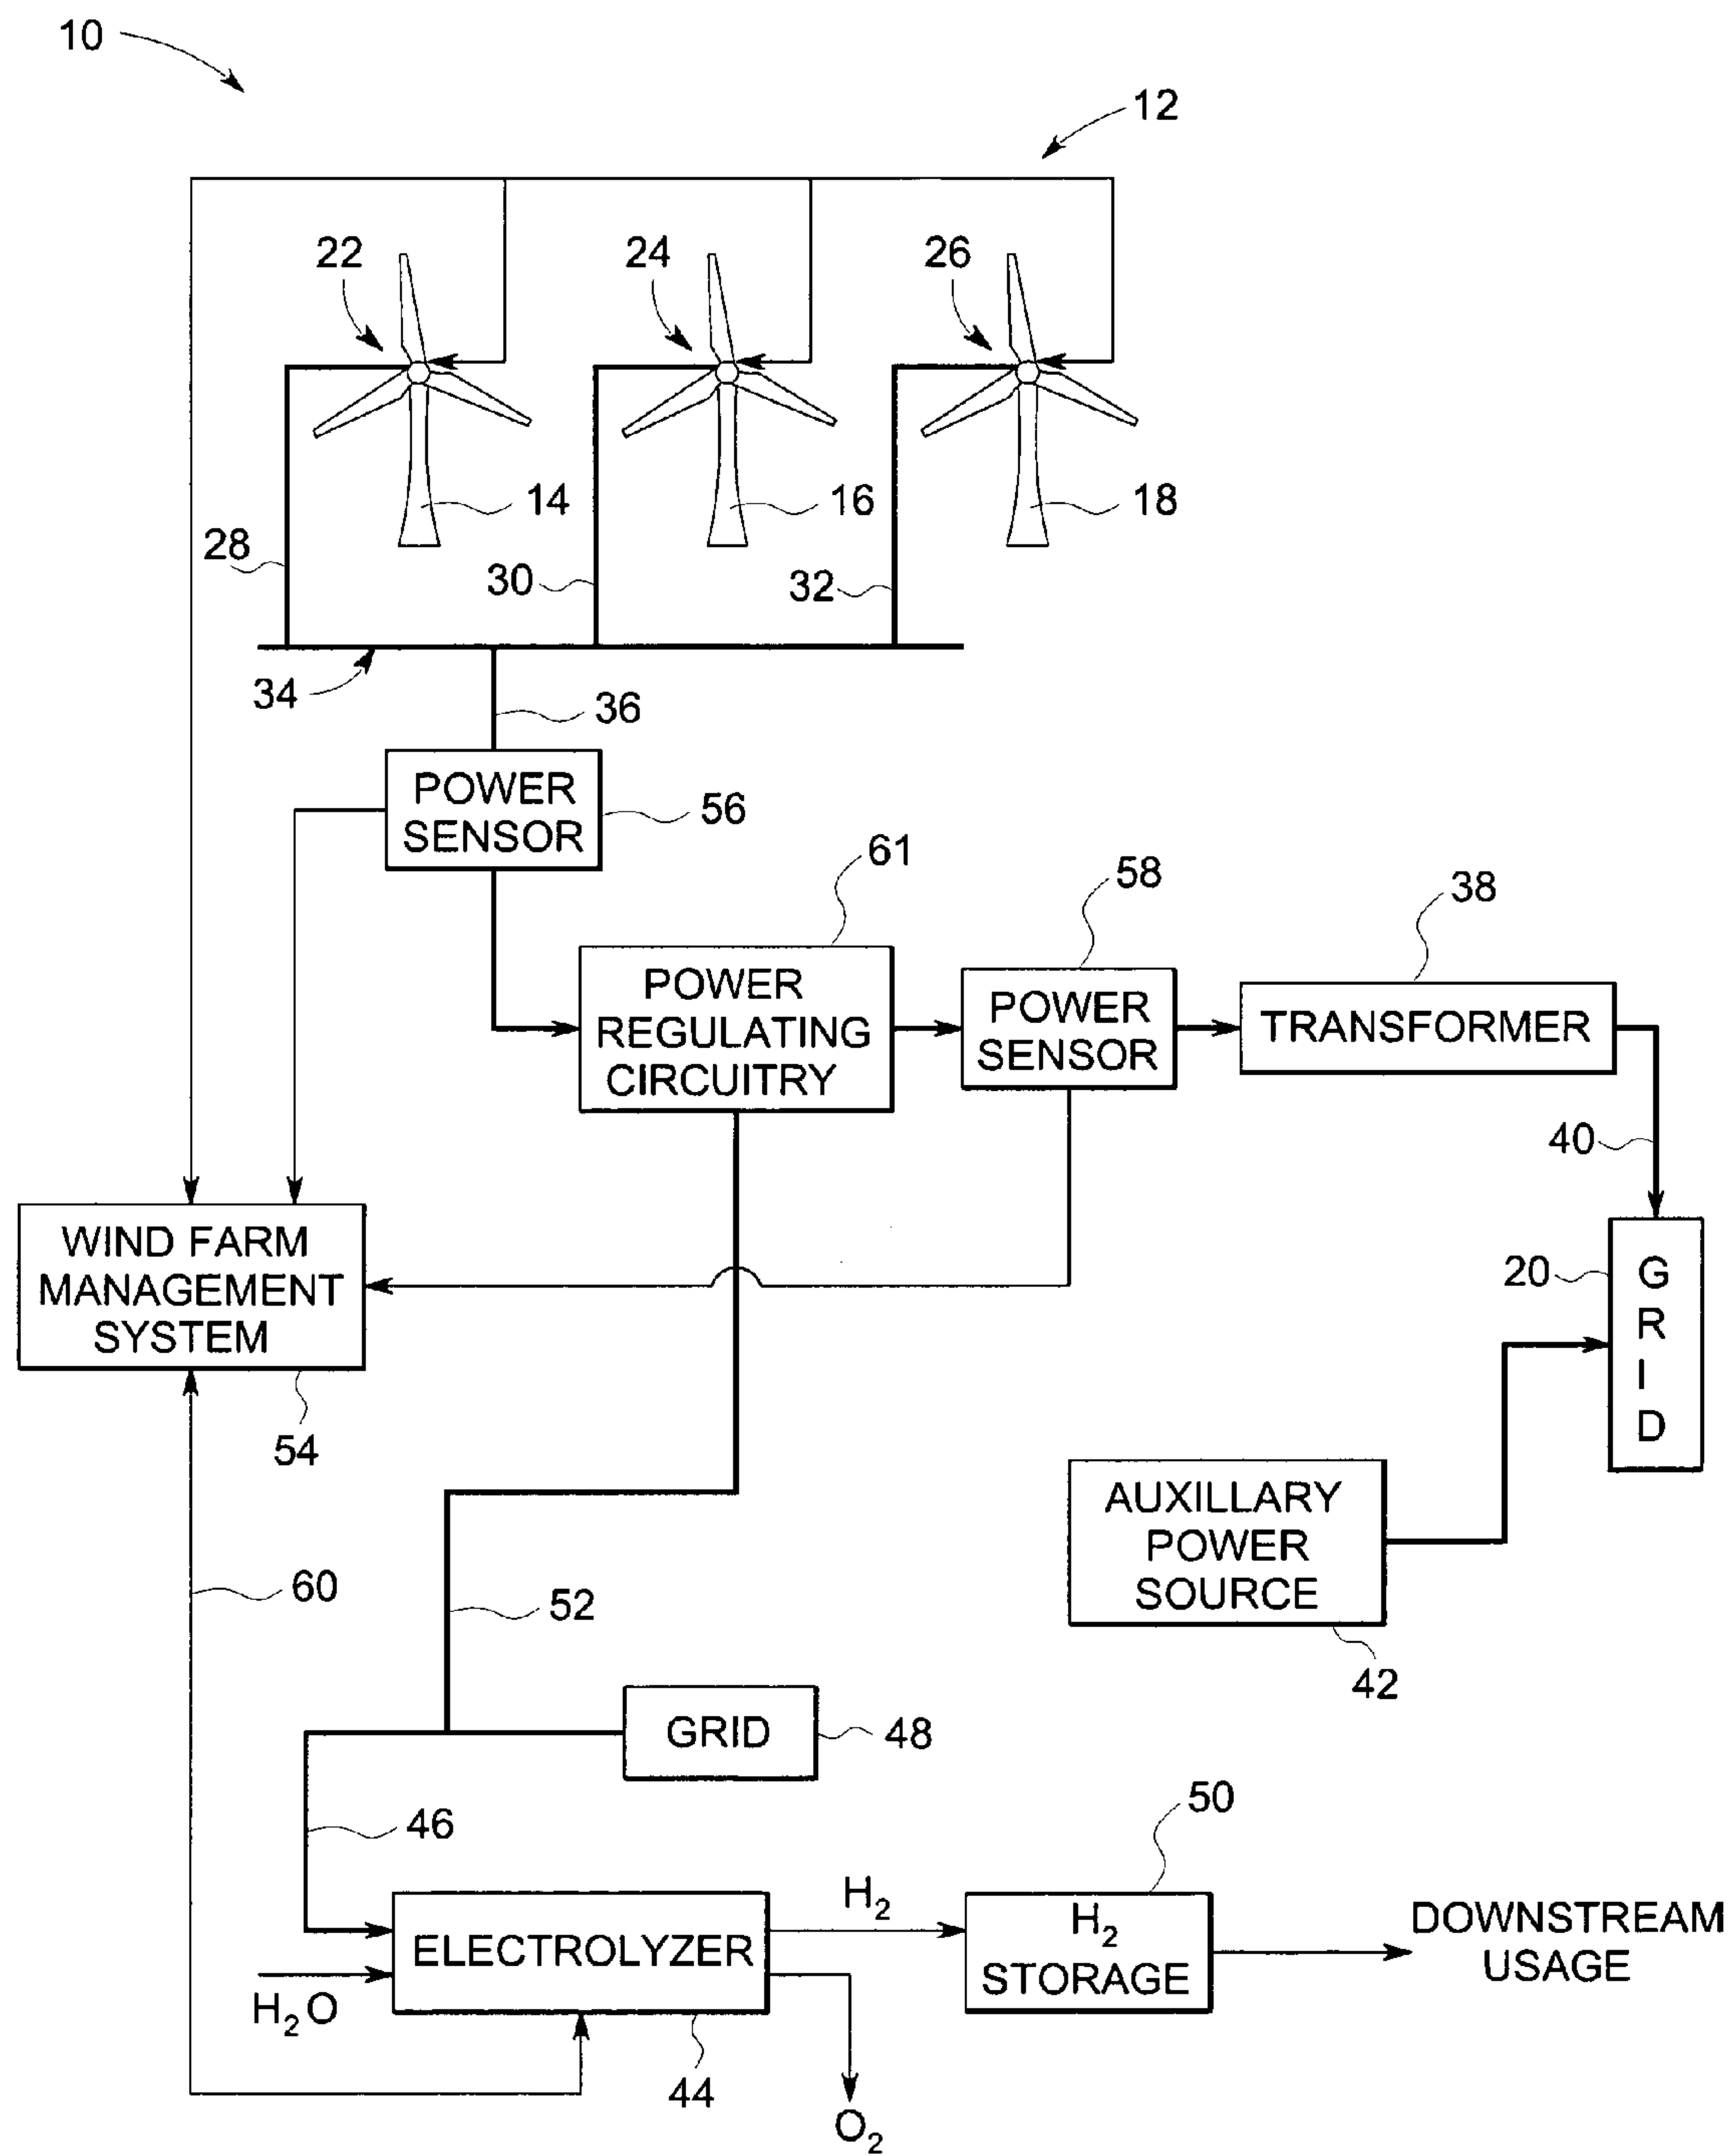 10
12
22
24
26
14
16
18
28
30
32
34
36
POWER
SENSOR
56
61
58
38
POWER
REGULATING
CIRCUITRY
POWER
SENSOR
TRANSFORMER
40
WIND FARM
MANAGEMENT
SYSTEM
54
20
G
R
I
D
AUXILLARY
POWER
SOURCE
42
60
52
GRID
48
46
50
H2
ELECTROLYZER
H2
STORAGE
DOWNSTREAM
USAGE
H2O
44
O2